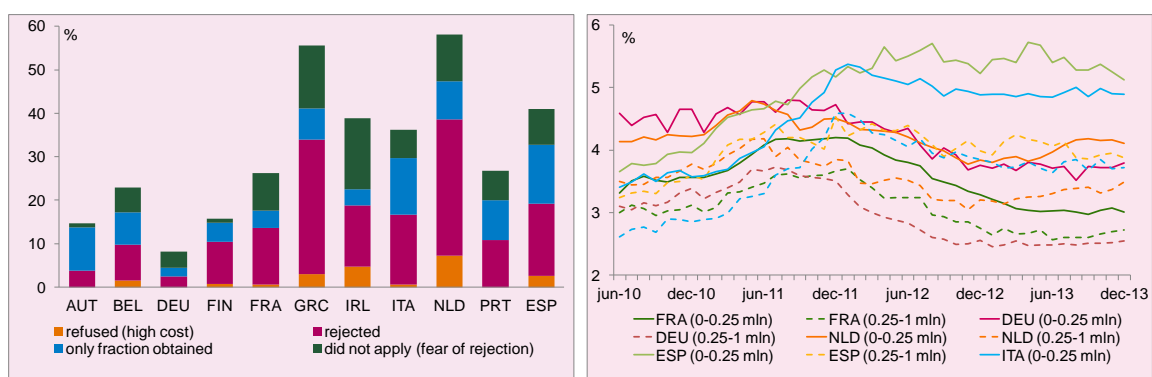 %
60
50
40
30
20
10
0
AUT BEL DEU FIN FRA GRC IRL ITA NLD PRT ESP
refused (high cost) rejected
only fraction obtained did not apply (fear of rejection)
%
6
5
4
3
2
jun-10 dec-10 jun-11 dec-11 jun-12 dec-12 jun-13 dec-13
FRA (0-0.25 mln) FRA (0.25-1 mln) DEU (0-0.25 mln)
DEU (0.25-1 mln) NLD (0-0.25 mln) NLD (0.25-1 mln)
ESP (0-0.25 mln) ESP (0.25-1 mln) ITA (0-0.25 mln)